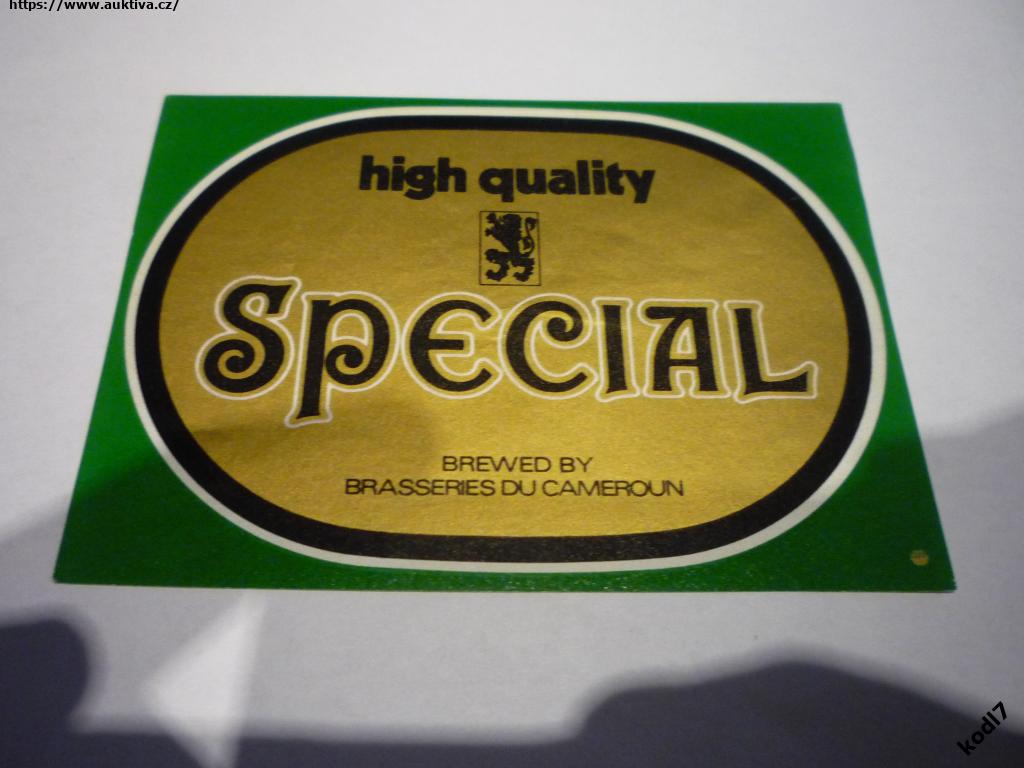 https://www.auktiva.cz/
high quality
SPECIAL
BREWED BY
BRASSERIES DU CAMEROUN
kodl7